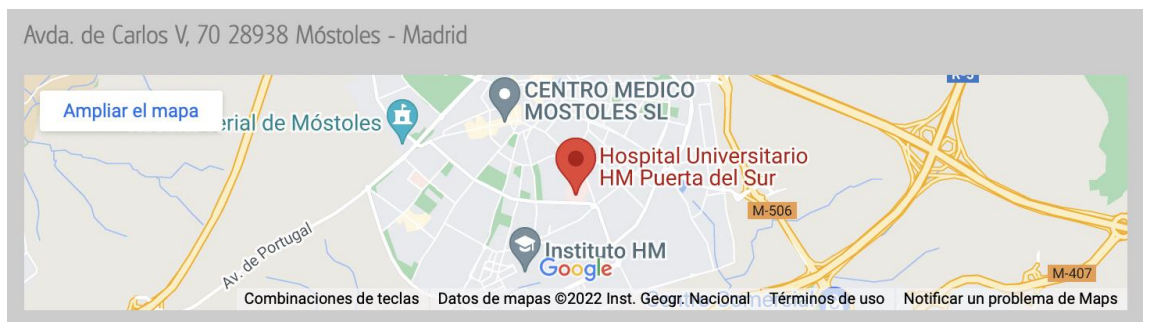 Avda. de Carlos V, 70 28938 Móstoles - Madrid
R-5
CENTRO MEDICO
MOSTOLES SL
Ampliar el mapa
erial de Móstoles
Hospital Universitario
HM Puerta del Sur
M-506
Av. de Portugal
Instituto HM
Google
M-407
Combinaciones de teclas Datos de mapas ©2022 Inst. Geogr. Nacional Términos de uso Notificar un problema de Maps